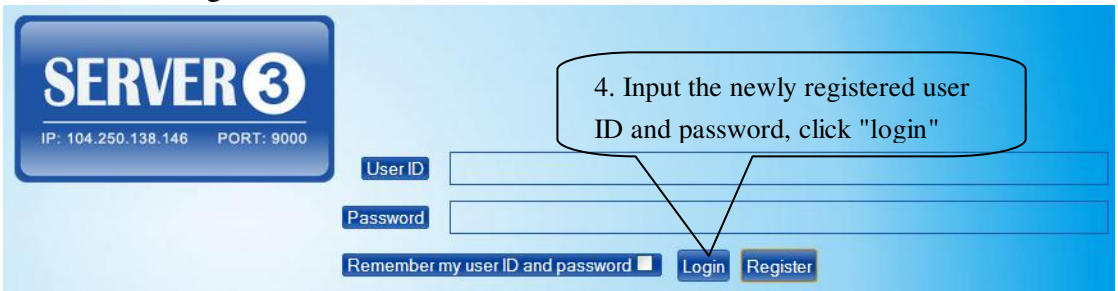 SERVER 3
IP: 104.250.138.146 PORT: 9000
4. Input the newly registered user
ID and password, click "login"
User ID
Password
Remember my user ID and password
Login Register